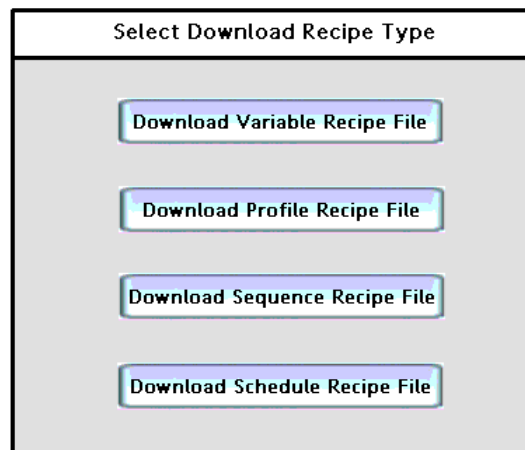 Select Download Recipe Type
Download Variable Recipe File
Download Profile Recipe File
Download Sequence Recipe File
Download Schedule Recipe File